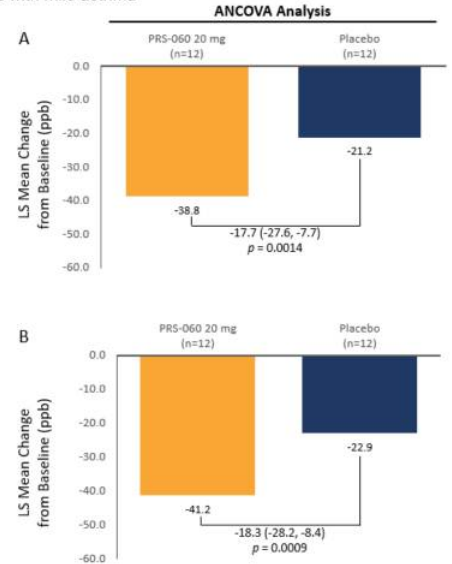 ANCOVA Analysis
A
PRS-060 20 mg
(n=12)
Placebo
(n=12)
LS Mean Change
from Baseline (ppb)
0.0
-10.0
-20.0
-30.0
-40.0
-50.0
-60.0
-21.2
-38.8
-17.7 (-27.6, -7.7)
p = 0.0014
B
PRS-060 20 mg
(n=12)
Placebo
(n=12)
LS Mean Change
from Baseline (ppb)
0.0
-10.0
-20.0
-30.0
-40.0
-50.0
-60.0
-22.9
-41.2
-18.3 (-28.2, -8.4)
p = 0.0009